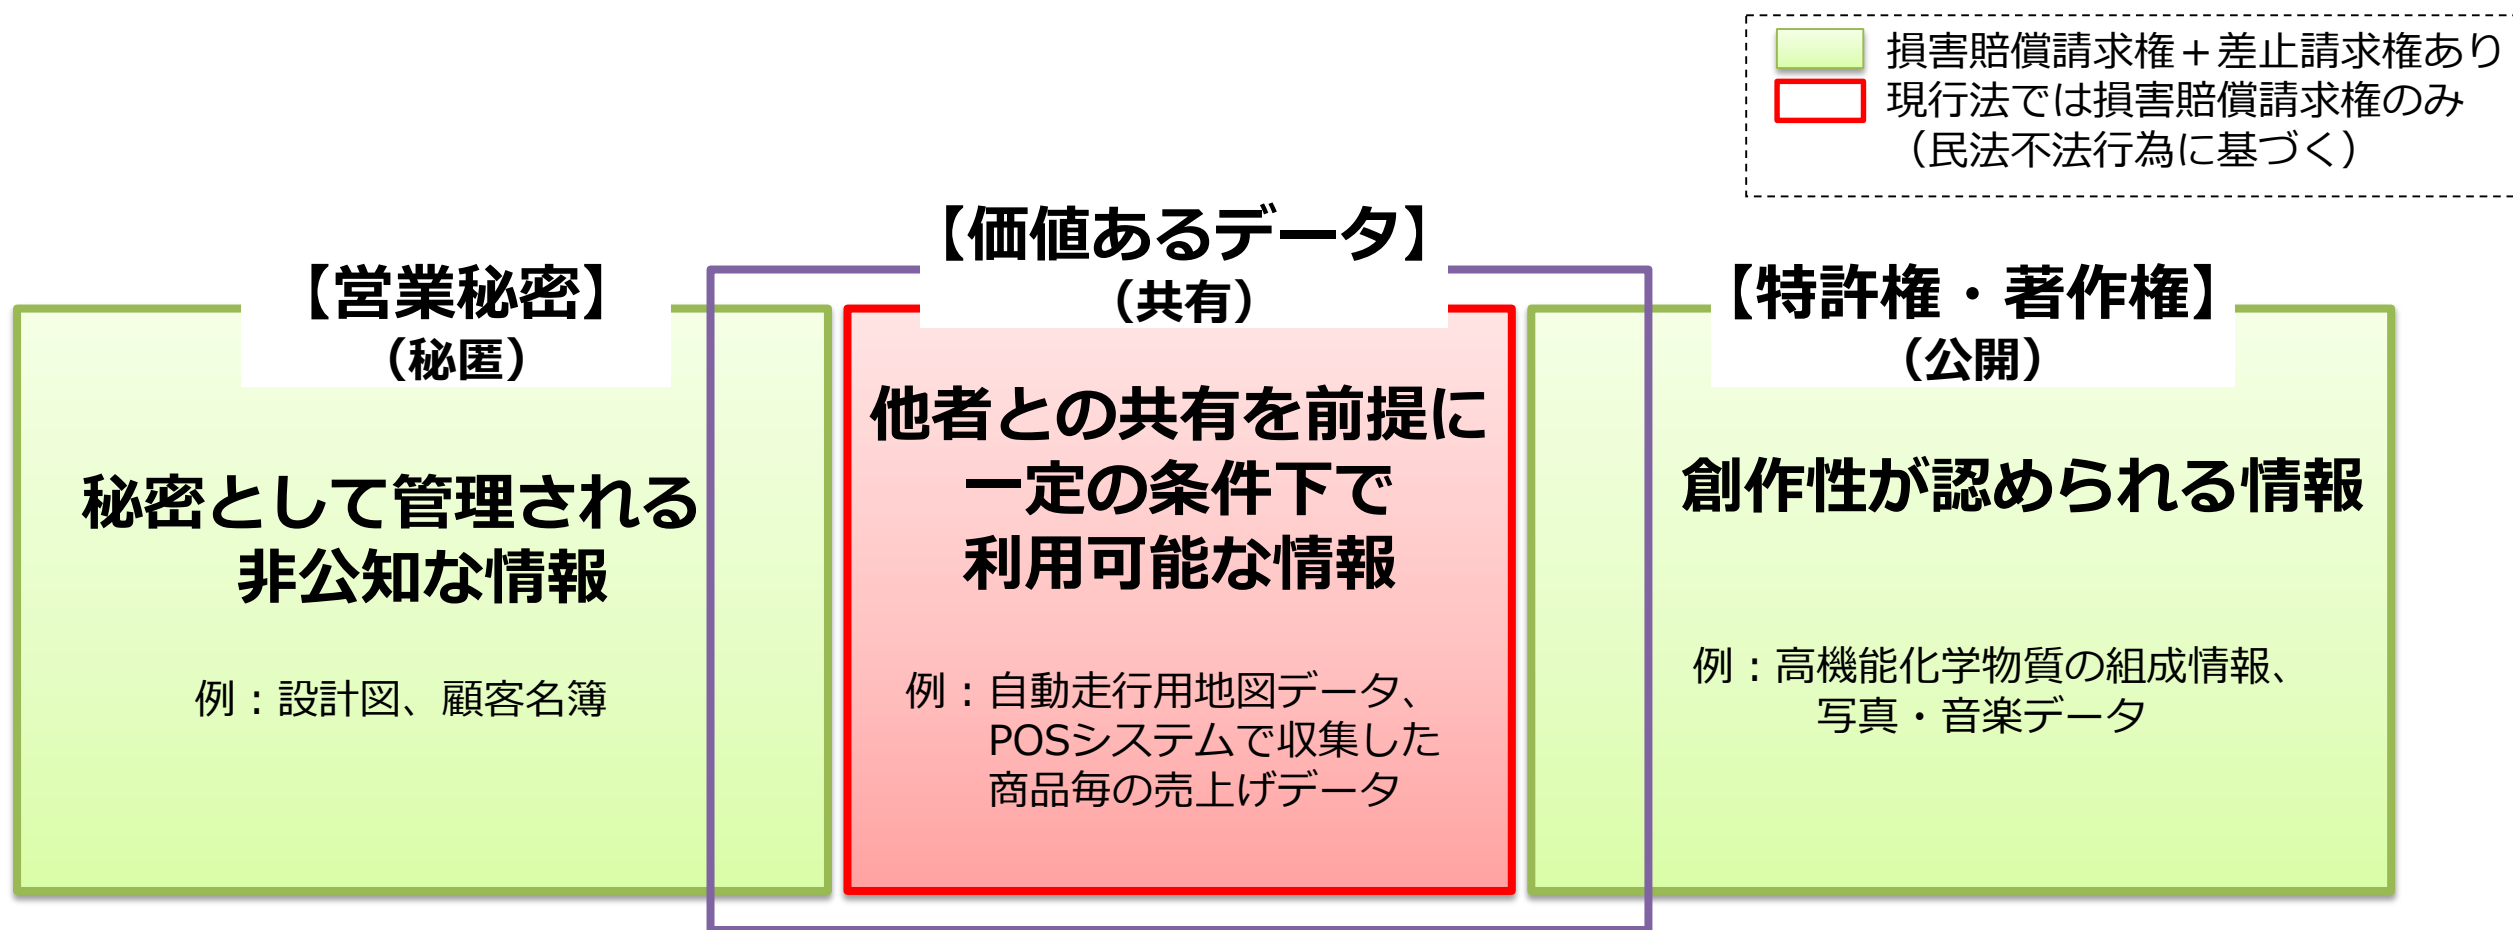 損害賠償請求権+差止請求権あり
現行法では損害賠償請求権のみ
（民法不法行為に基づく）
【営業秘密】
（秘匿）
秘密として管理される
非公知な情報
例：設計図、顧客名簿
【価値あるデータ】
（共有）
他者との共有を前提に
一定の条件下で
利用可能な情報
例：自動走行用地図データ、
POSシステムで収集した
商品毎の売上げデータ
【特許権・著作権】
（公開）
創作性が認められる情報
例：高機能化学物質の組成情報、
写真・音楽データ